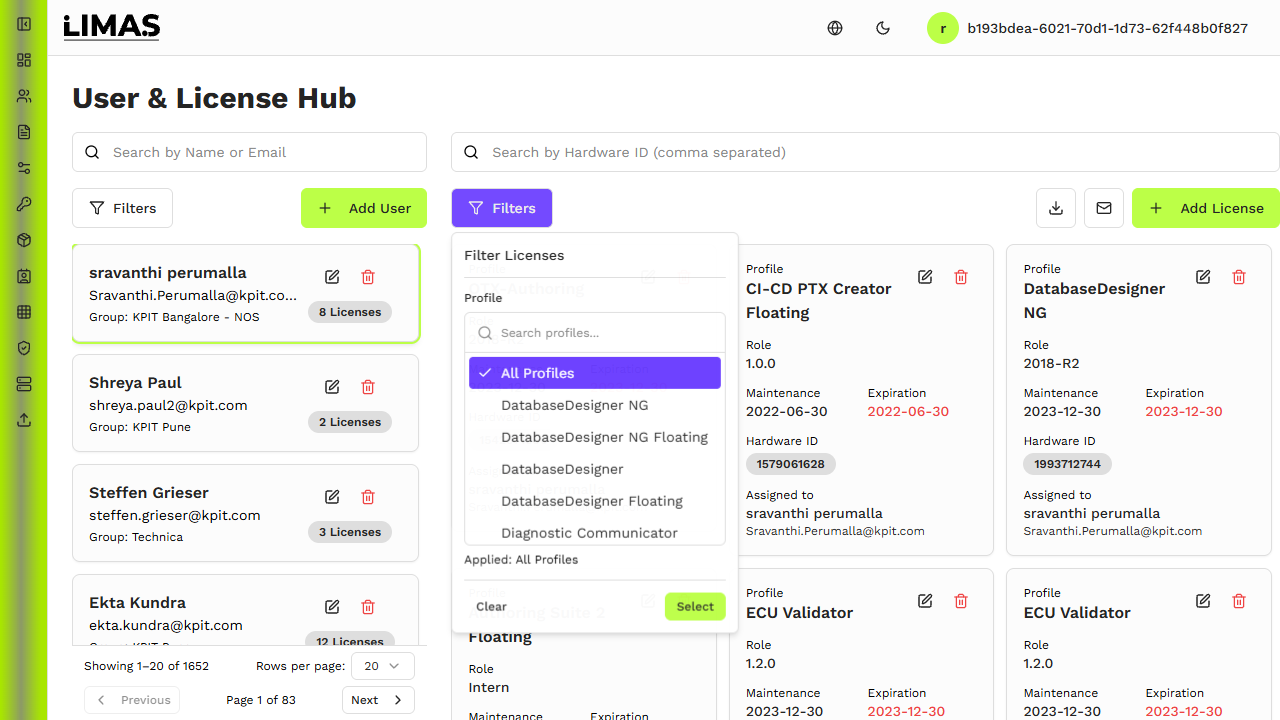 LIMAS
r
b193bdea-6021-70d1-1d73-62f448b0f827
User & License Hub
Search by Name or Email
Search by Hardware ID (comma separated)
Filters
Add User
Filters
Add License
sravanthi perumalla
Sravanthi.Perumalla@kpit.co...
Group: KPIT Bangalore - NOS
8 Licenses
Shreya Paul
shreya.paul2@kpit.com
Group: KPIT Pune
2 Licenses
Steffen Grieser
steffen.grieser@kpit.com
Group: Technica
3 Licenses
Ekta Kundra
ekta.kundra@kpit.com
12 Licenses
Showing 1–20 of 1652
Rows per page:
20
Previous
Page 1 of 83
Next
Filter Licenses
OTX-Authoring
Profile
Search profiles...
All Profiles
DatabaseDesigner NG
DatabaseDesigner NG Floating
DatabaseDesigner
DatabaseDesigner Floating
Diagnostic Communicator
Applied: All Profiles
Clear
Select
Authoring Suite 2
Floating
Role
Intern
Maintenance
Expiration
Profile
CI-CD PTX Creator
Floating
Role
1.0.0
Maintenance
Expiration
2022-06-30
2022-06-30
Hardware ID
1579061628
Assigned to
sravanthi perumalla
Sravanthi.Perumalla@kpit.com
Profile
DatabaseDesigner
NG
Role
2018-R2
Maintenance
Expiration
2023-12-30
2023-12-30
Hardware ID
1993712744
Assigned to
sravanthi perumalla
Sravanthi.Perumalla@kpit.com
Profile
ECU Validator
Role
1.2.0
Maintenance
Expiration
2023-12-30
2023-12-30
Profile
ECU Validator
Role
1.2.0
Maintenance
Expiration
2023-12-30
2023-12-30